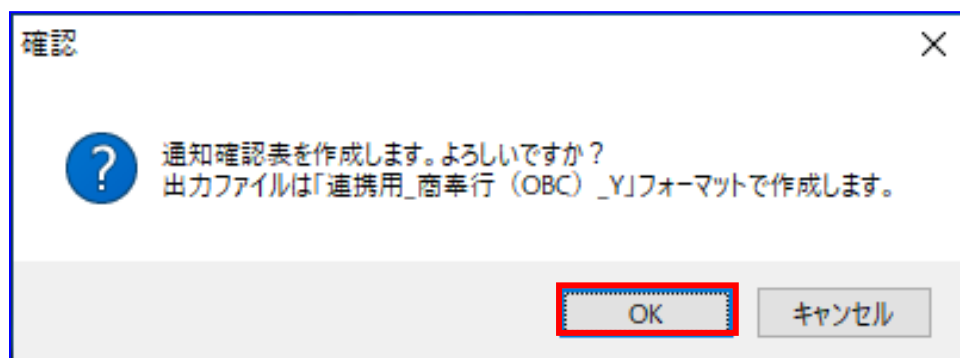 確認
通知確認表を作成します。よろしいですか？
出力ファイルは「連携用_商奉行（OBC）_Y」フォーマットで作成します。
OK
キャンセル